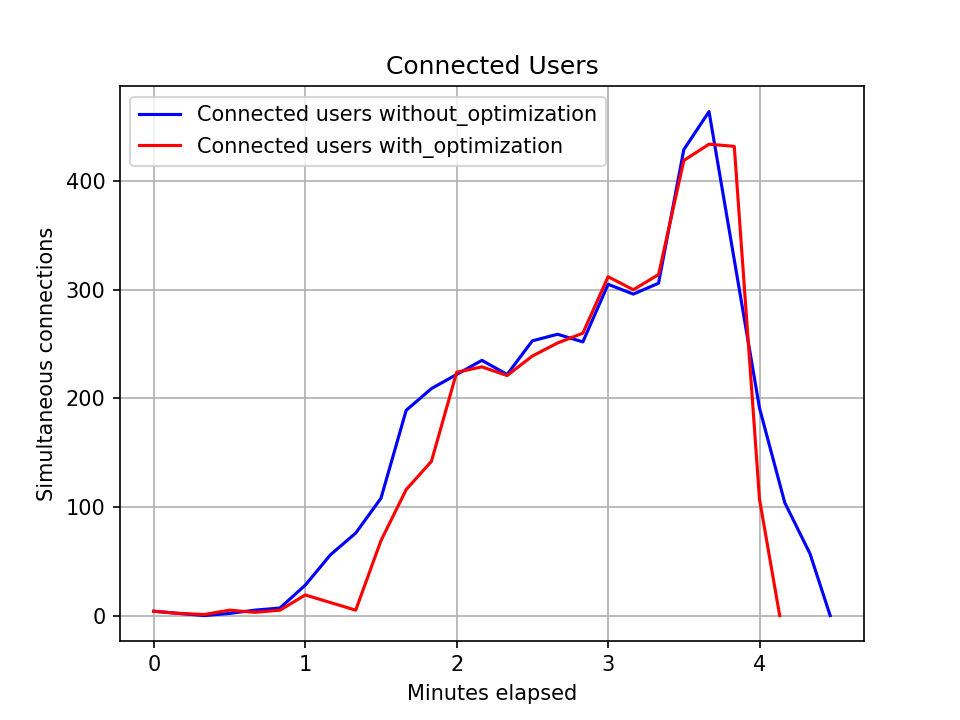 Connected Users
Connected users without_optimization
Connected users with_optimization
Simultaneous connections
400
300
200
100
0
0 1 2 3 4
Minutes elapsed